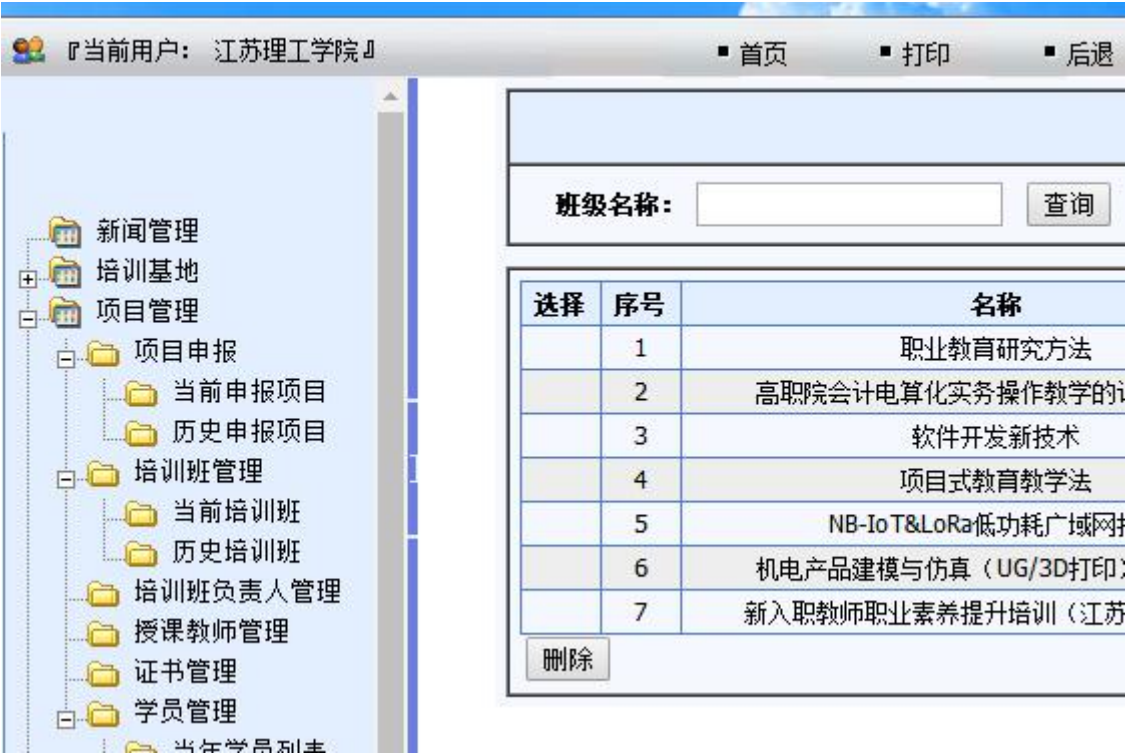 『当前用户： 江苏理工学院』
■ 首页 ■ 打印 ■ 后退
新闻管理
培训基地
项目管理
项目申报
当前申报项目
历史申报项目
培训班管理
当前培训班
历史培训班
培训班负责人管理
授课教师管理
证书管理
学员管理
当年学员列表
班级名称： 查询
选择 序号 名称
1 职业教育研究方法
2 高职院会计电算化实务操作教学的
3 软件开发新技术
4 项目式教育教学法
5 NB-IoT&LoRa低功耗广域网
6 机电产品建模与仿真（UG/3D打印）
7 新入职教师职业素养提升培训（江苏
删除